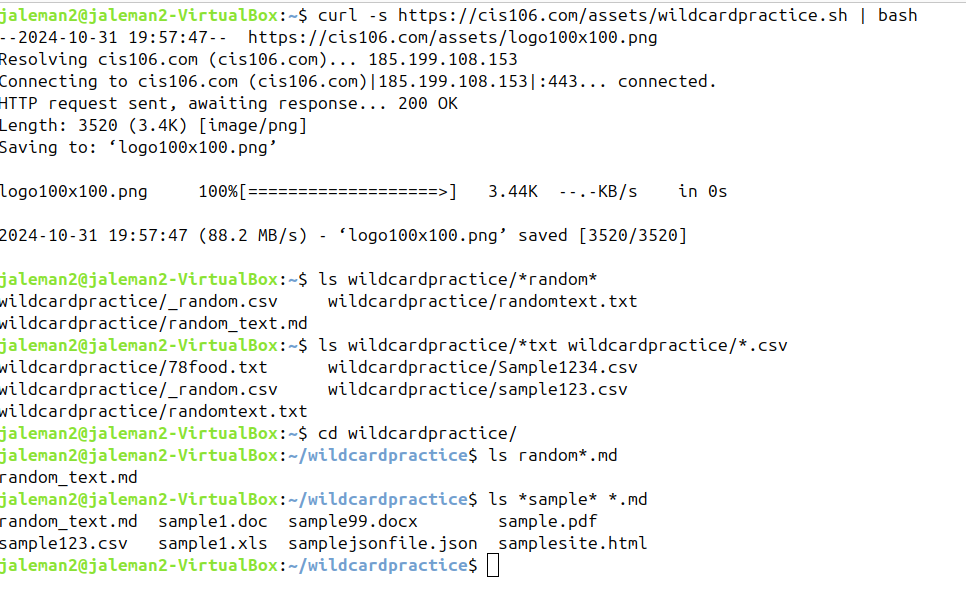 jaleman2@jaleman2-VirtualBox:~$ curl -s https://cis106.com/assets/wildcardpractice.sh | bash
--2024-10-31 19:57:47--  https://cis106.com/assets/logo100x100.png
Resolving cis106.com (cis106.com)... 185.199.108.153
Connecting to cis106.com (cis106.com)|185.199.108.153|:443... connected.
HTTP request sent, awaiting response... 200 OK
Length: 3520 (3.4K) [image/png]
Saving to: ‘logo100x100.png’
logo100x100.png     100%[===================>]   3.44K  --.-KB/s    in 0s
2024-10-31 19:57:47 (88.2 MB/s) - ‘logo100x100.png’ saved [3520/3520]
jaleman2@jaleman2-VirtualBox:~$ ls wildcardpractice/*random*
wildcardpractice/_random.csv     wildcardpractice/randomtext.txt
wildcardpractice/random_text.md
jaleman2@jaleman2-VirtualBox:~$ ls wildcardpractice/*txt wildcardpractice/*.csv
wildcardpractice/78food.txt      wildcardpractice/Sample1234.csv
wildcardpractice/_random.csv     wildcardpractice/sample123.csv
wildcardpractice/randomtext.txt
jaleman2@jaleman2-VirtualBox:~$ cd wildcardpractice/
jaleman2@jaleman2-VirtualBox:~/wildcardpractice$ ls random*.md
random_text.md
jaleman2@jaleman2-VirtualBox:~/wildcardpractice$ ls *sample* *.md
random_text.md  sample1.doc  sample99.docx        sample.pdf
sample123.csv   sample1.xls  samplejsonfile.json  samplesite.html
jaleman2@jaleman2-VirtualBox:~/wildcardpractice$